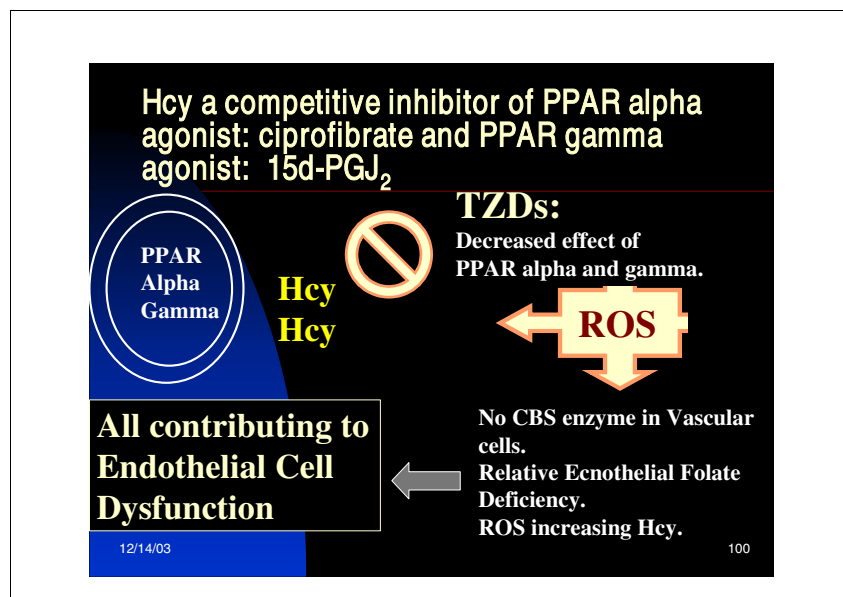 Hcy a competitive inhibitor of PPAR alpha
agonist: ciprofibrate and PPAR gamma
agonist: 15d-PGJ2
TZDs:
Decreased effect of
PPAR alpha and gamma.
PPAR
Alpha
Gamma
Hcy
Hcy
ROS
No CBS enzyme in Vascular
cells.
Relative Ecnothelial Folate
Deficiency.
ROS increasing Hcy.
All contributing to
Endothelial Cell
Dysfunction
12/14/03
100